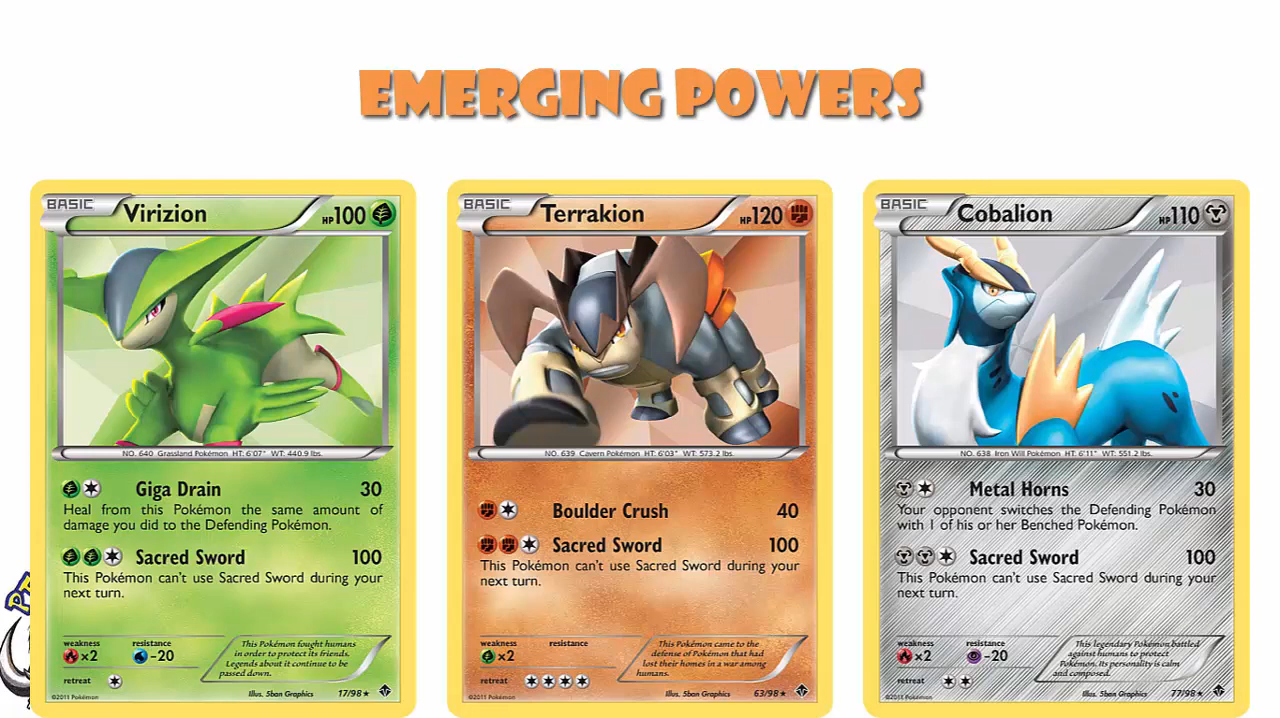 EMERGING POWERS
BASIC Virizion HP100
NO. 640 Grassland Pokémon HT: 6'07" WT: 440.9 lbs.
Giga Drain 30
Heal from this Pokémon the same amount of
damage you did to the Defending Pokémon.
Sacred Sword 100
This Pokémon can't use Sacred Sword during your
next turn.
weakness resistance
×2 -20
retreat
This Pokémon fought humans
in order to protect its friends.
Legends about it continue to be
passed down.
©2011 Pokémon Illus. 5ban Graphics 17/98★
BASIC Terrakion HP120
NO. 639 Cavern Pokémon HT: 6'03" WT: 573.2 lbs.
Boulder Crush 40
Sacred Sword 100
This Pokémon can't use Sacred Sword during your
next turn.
weakness resistance
×2
retreat
This Pokémon came to the
defense of Pokémon that had
lost their homes in a war among
humans.
©2011 Pokémon Illus. 5ban Graphics 63/98★
BASIC Cobalion HP110
NO. 638 Iron Will Pokémon HT: 6'11" WT: 551.2 lbs.
Metal Horns 30
Your opponent switches the Defending Pokémon
with 1 of his or her Benched Pokémon.
Sacred Sword 100
This Pokémon can't use Sacred Sword during your
next turn.
weakness resistance
×2 -20
retreat
This legendary Pokémon battled
against humans to protect
Pokémon. Its personality is calm
and composed.
©2011 Pokémon Illus. 5ban Graphics 77/98★